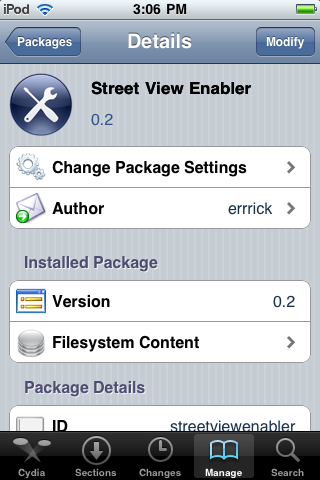 iPod 3:06 PM
Packages Details Modify
Street View Enabler
0.2
Change Package Settings
Author errrick
Installed Package
Version 0.2
Filesystem Content
Package Details
ID streetviewenabler
Cydia Sections Changes Manage Search